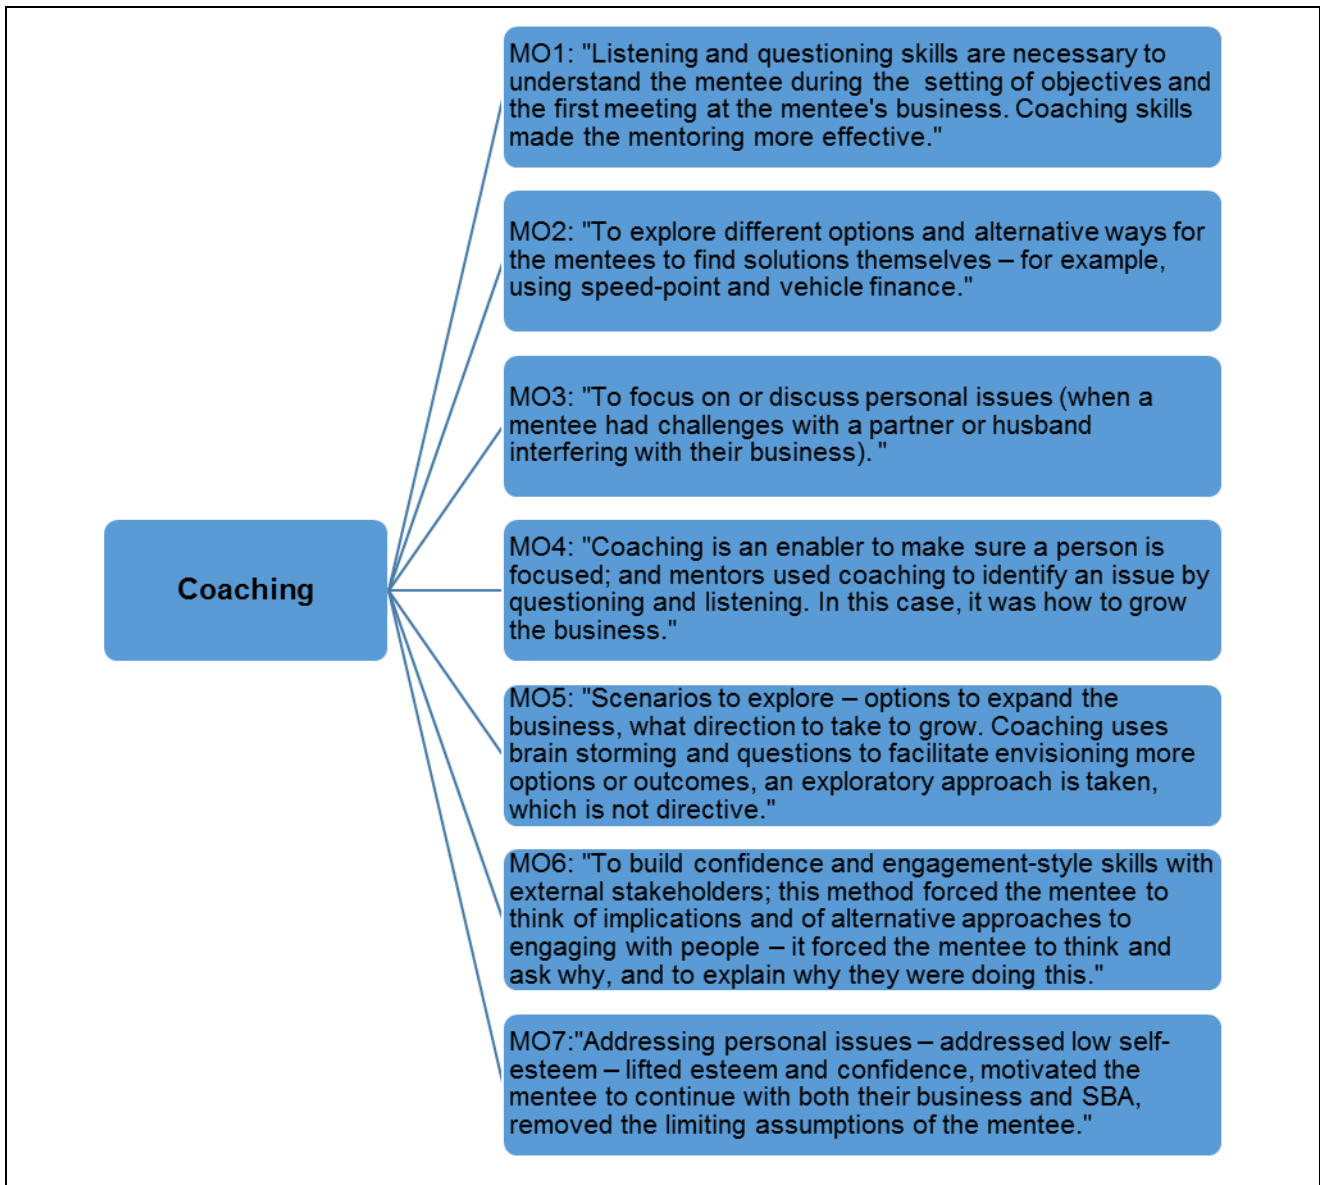 MO1: "Listening and questioning skills are necessary to
understand the mentee during the setting of objectives and
the first meeting at the mentee's business. Coaching skills
made the mentoring more effective."
MO2: "To explore different options and alternative ways for
the mentees to find solutions themselves – for example,
using speed-point and vehicle finance."
MO3: "To focus on or discuss personal issues (when a
mentee had challenges with a partner or husband
interfering with their business). "
Coaching
MO4: "Coaching is an enabler to make sure a person is
focused; and mentors used coaching to identify an issue by
questioning and listening. In this case, it was how to grow
the business."
MO5: "Scenarios to explore – options to expand the
business, what direction to take to grow. Coaching uses
brain storming and questions to facilitate envisioning more
options or outcomes, an exploratory approach is taken,
which is not directive."
MO6: "To build confidence and engagement-style skills with
external stakeholders; this method forced the mentee to
think of implications and of alternative approaches to
engaging with people – it forced the mentee to think and
ask why, and to explain why they were doing this."
MO7:"Addressing personal issues – addressed low self-
esteem – lifted esteem and confidence, motivated the
mentee to continue with both their business and SBA,
removed the limiting assumptions of the mentee."